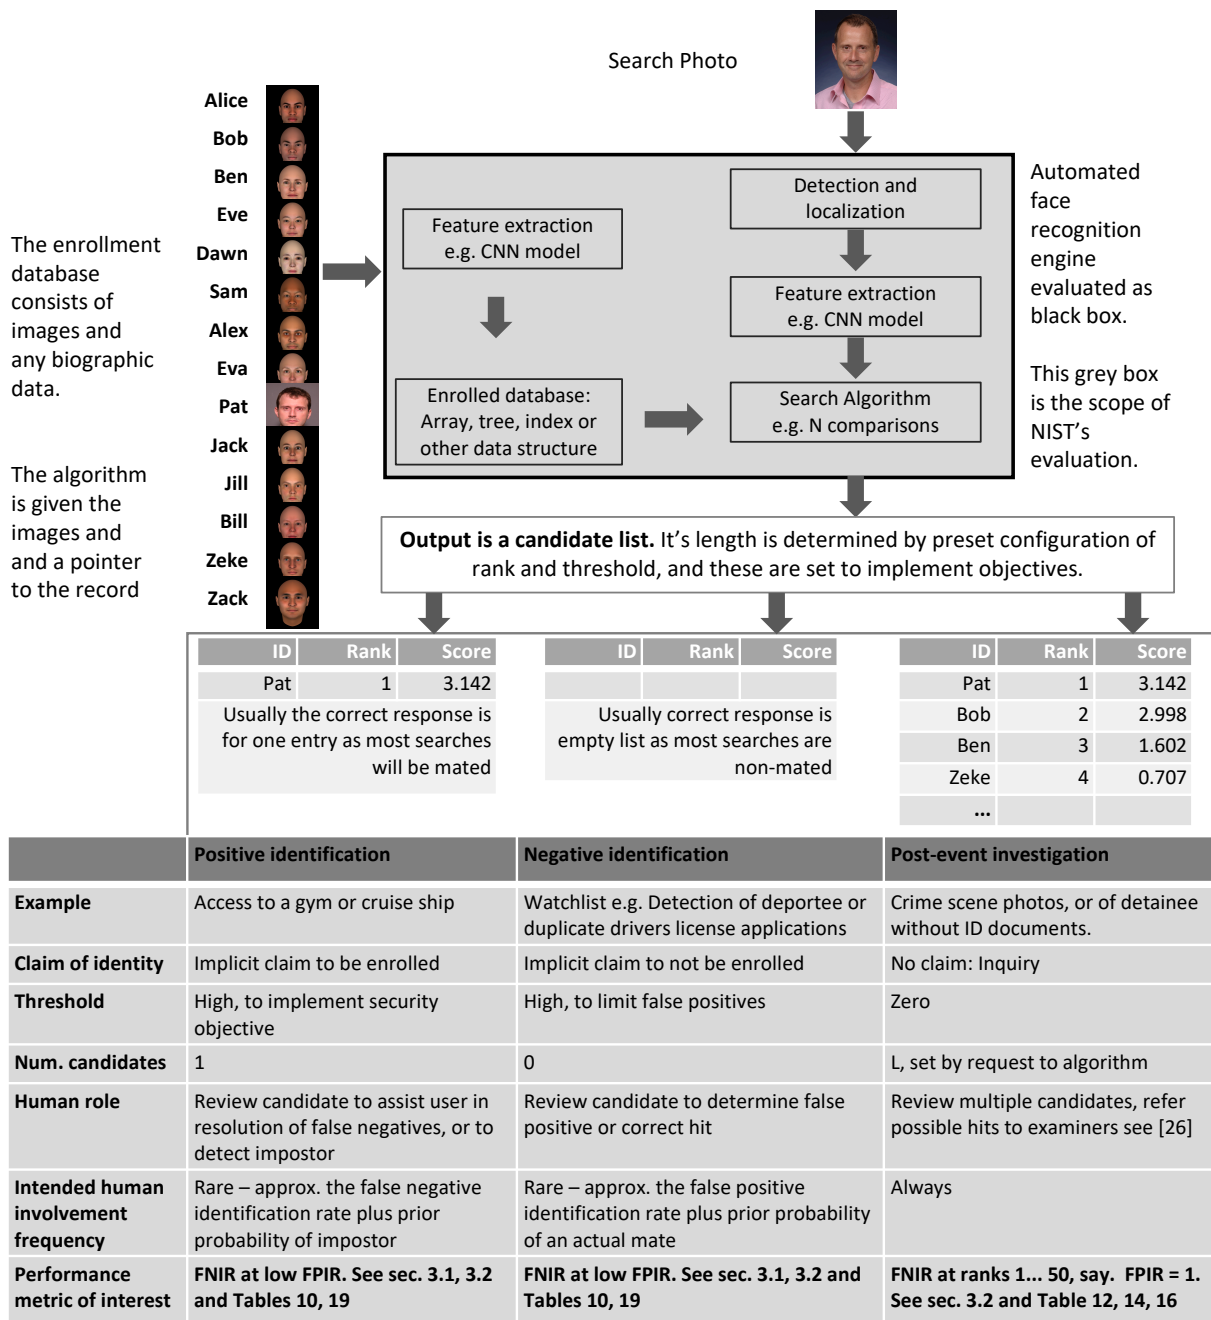 Search Photo
Alice
Bob
Ben
Eve
Dawn
Sam
Alex
Eva
Pat
Jack
Jill
Bill
Zeke
Zack
The enrollment
database
consists of
images and
any biographic
data.
The algorithm
is given the
images and
and a pointer
to the record
Feature extraction
e.g. CNN model
Enrolled database:
Array, tree, index or
other data structure
Detection and
localization
Feature extraction
e.g. CNN model
Search Algorithm
e.g. N comparisons
Automated
face
recognition
engine
evaluated as
black box.
This grey box
is the scope of
NIST's
evaluation.
Output is a candidate list. It's length is determined by preset configuration of
rank and threshold, and these are set to implement objectives.
ID Rank Score
Pat 1 3.142
Usually the correct response is
for one entry as most searches
will be mated
ID Rank Score
Usually correct response is
empty list as most searches are
non-mated
ID Rank Score
Pat 1 3.142
Bob 2 2.998
Ben 3 1.602
Zeke 4 0.707
...
Positive identification
Negative identification
Post-event investigation
Example
Access to a gym or cruise ship
Watchlist e.g. Detection of deportee or
duplicate drivers license applications
Crime scene photos, or of detainee
without ID documents.
Claim of identity
Implicit claim to be enrolled
Implicit claim to not be enrolled
No claim: Inquiry
Threshold
High, to implement security
objective
High, to limit false positives
Zero
Num. candidates
1
0
L, set by request to algorithm
Human role
Review candidate to assist user in
resolution of false negatives, or to
detect impostor
Review candidate to determine false
positive or correct hit
Review multiple candidates, refer
possible hits to examiners see [26]
Intended human
involvement
frequency
Rare – approx. the false negative
identification rate plus prior
probability of impostor
Rare – approx. the false positive
identification rate plus prior probability
of an actual mate
Always
Performance
metric of interest
FNIR at low FPIR. See sec. 3.1, 3.2
and Tables 10, 19
FNIR at low FPIR. See sec. 3.1, 3.2 and
Tables 10, 19
FNIR at ranks 1... 50, say. FPIR = 1.
See sec. 3.2 and Table 12, 14, 16